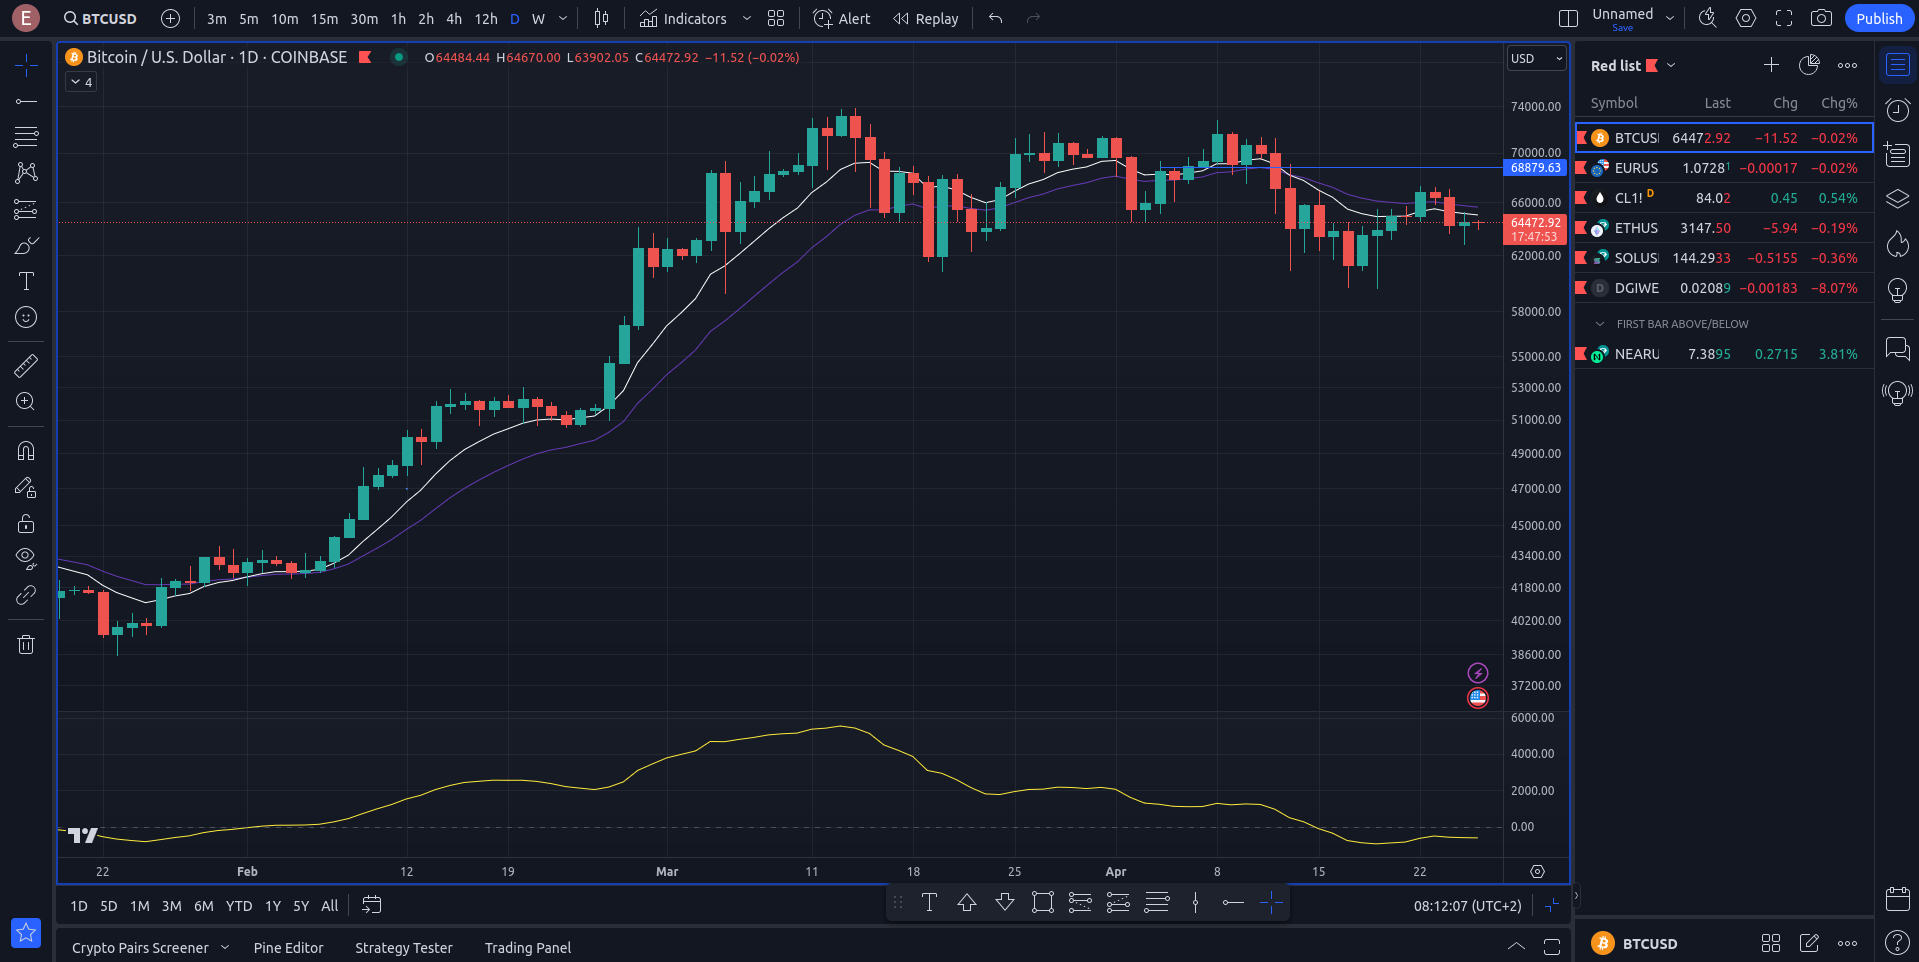 E BTCUSD 3m 5m 10m 15m 30m 1h 2h 4h 12h D W Indicators Alert Replay Unnamed Save Publish
Bitcoin / U.S. Dollar · 1D · COINBASE O64484.44 H64670.00 L63902.05 C64472.92 −11.52 (−0.02%)
4
USD
74000.00
70000.00
68879.63
66000.00
64472.92
17:47:53
62000.00
58000.00
55000.00
53000.00
51000.00
49000.00
47000.00
45000.00
43400.00
41800.00
40200.00
38600.00
37200.00
6000.00
4000.00
2000.00
0.00
22 Feb 12 19 Mar 11 18 25 Apr 8 15 22
1D 5D 1M 3M 6M YTD 1Y 5Y All
08:12:07 (UTC+2)
Crypto Pairs Screener Pine Editor Strategy Tester Trading Panel
Red list
Symbol Last Chg Chg%
BTCUS 64472.92 −11.52 −0.02%
EURUS 1.07281 −0.00017 −0.02%
CL1! D 84.02 0.45 0.54%
ETHUS 3147.50 −5.94 −0.19%
SOLUS 144.2933 −0.5155 −0.36%
D DGIWE 0.02089 −0.00183 −8.07%
FIRST BAR ABOVE/BELOW
NEARU 7.3895 0.2715 3.81%
BTCUSD